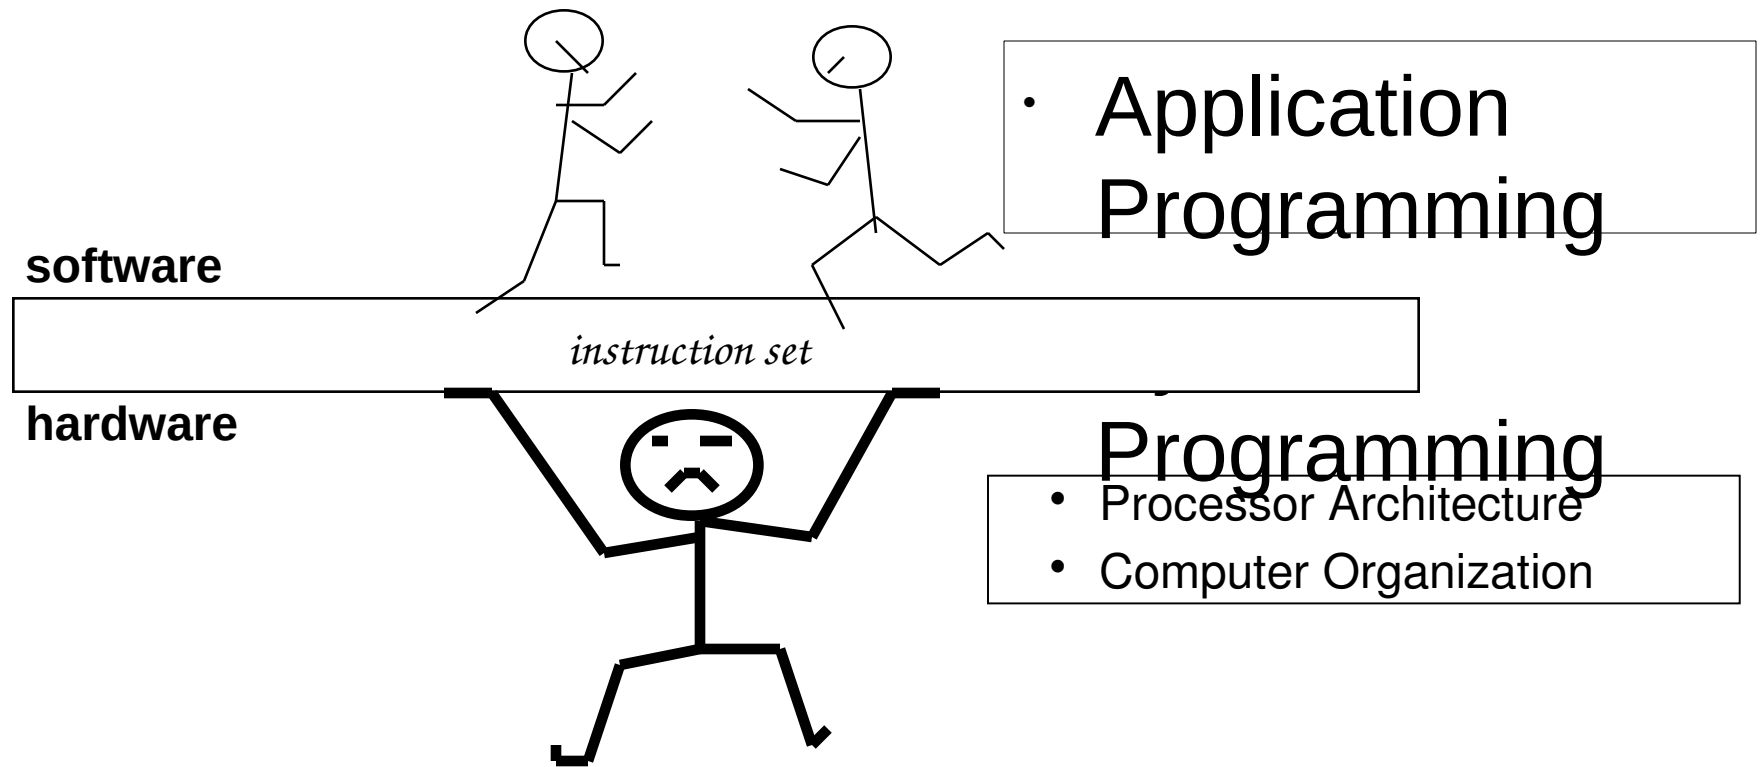 Application
Programming
software
instruction set
hardware
Programming
Processor Architecture
Computer Organization